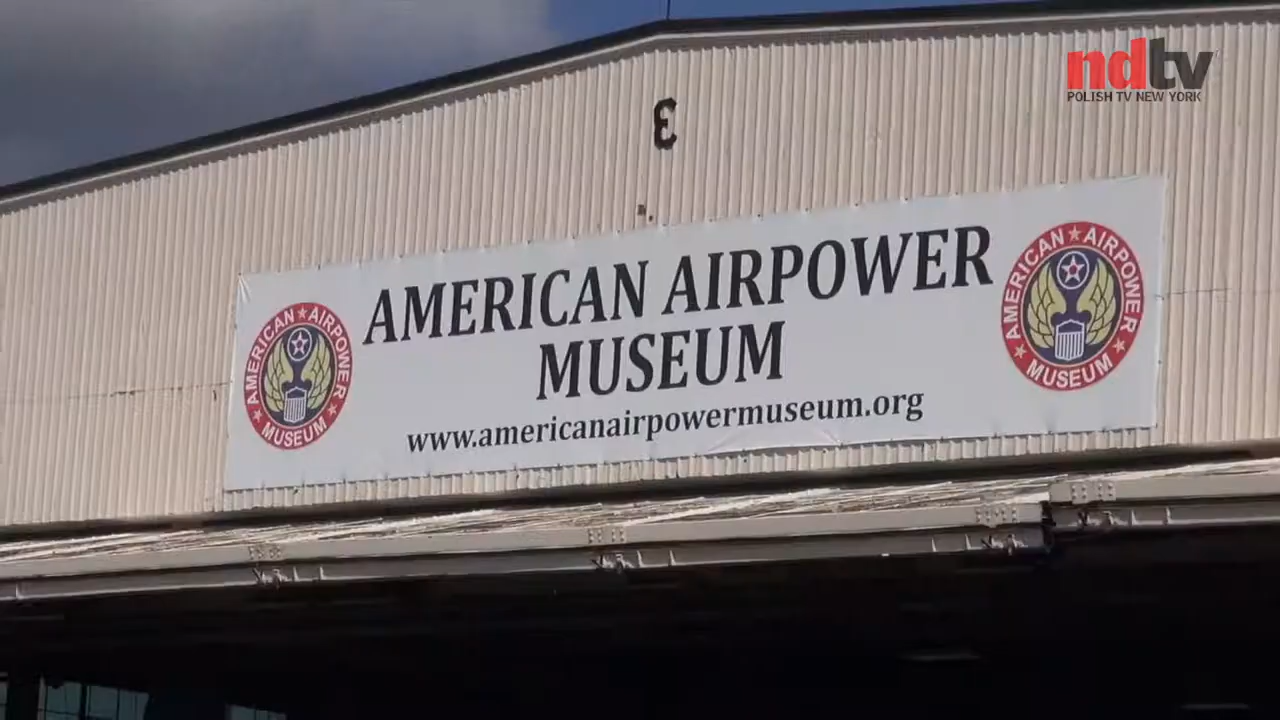 ndtv
POLISH TV NEW YORK
3
AMERICAN AIRPOWER
MUSEUM
www.americanairpowermuseum.org
AMERICAN AIRPOWER
MUSEUM
AMERICAN AIRPOWER
MUSEUM